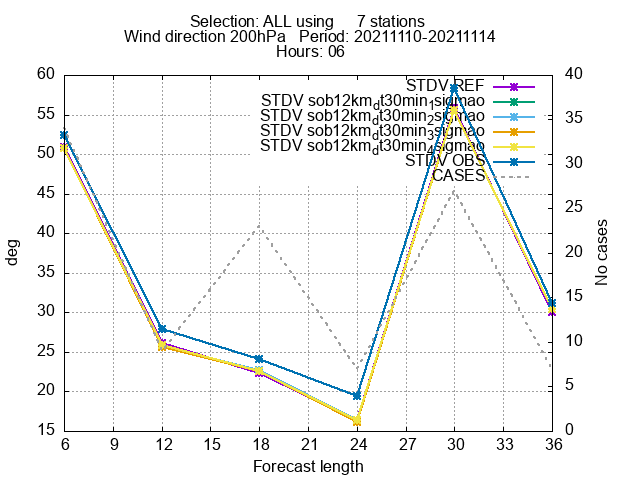 Selection: ALL using 7 stations
Wind direction 200hPa Period: 20211110-20211114
Hours: 06
STDV REF
STDV sob12km_dt30min_1sigmao
STDV sob12km_dt30min_2sigmao
STDV sob12km_dt30min_3sigmao
STDV sob12km_dt30min_4sigmao
STDV OBS
CASES
60 55 50 45 40 35 30 25 20 15
deg
40 35 30 25 20 15 10 5 0
No cases
6 9 12 15 18 21 24 27 30 33 36
Forecast length